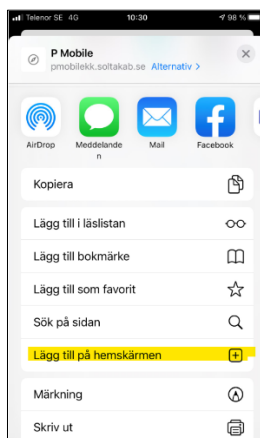 Telenor SE 4G 10:30 98 %
P Mobile
pmobilekk.soltakab.se Alternativ >
AirDrop Meddelande Mail Facebook
n
Kopiera
Lägg till i läslistan
Lägg till bokmärke
Lägg till som favorit
Sök på sidan
Lägg till på hemskärmen
Märkning
Skriv ut